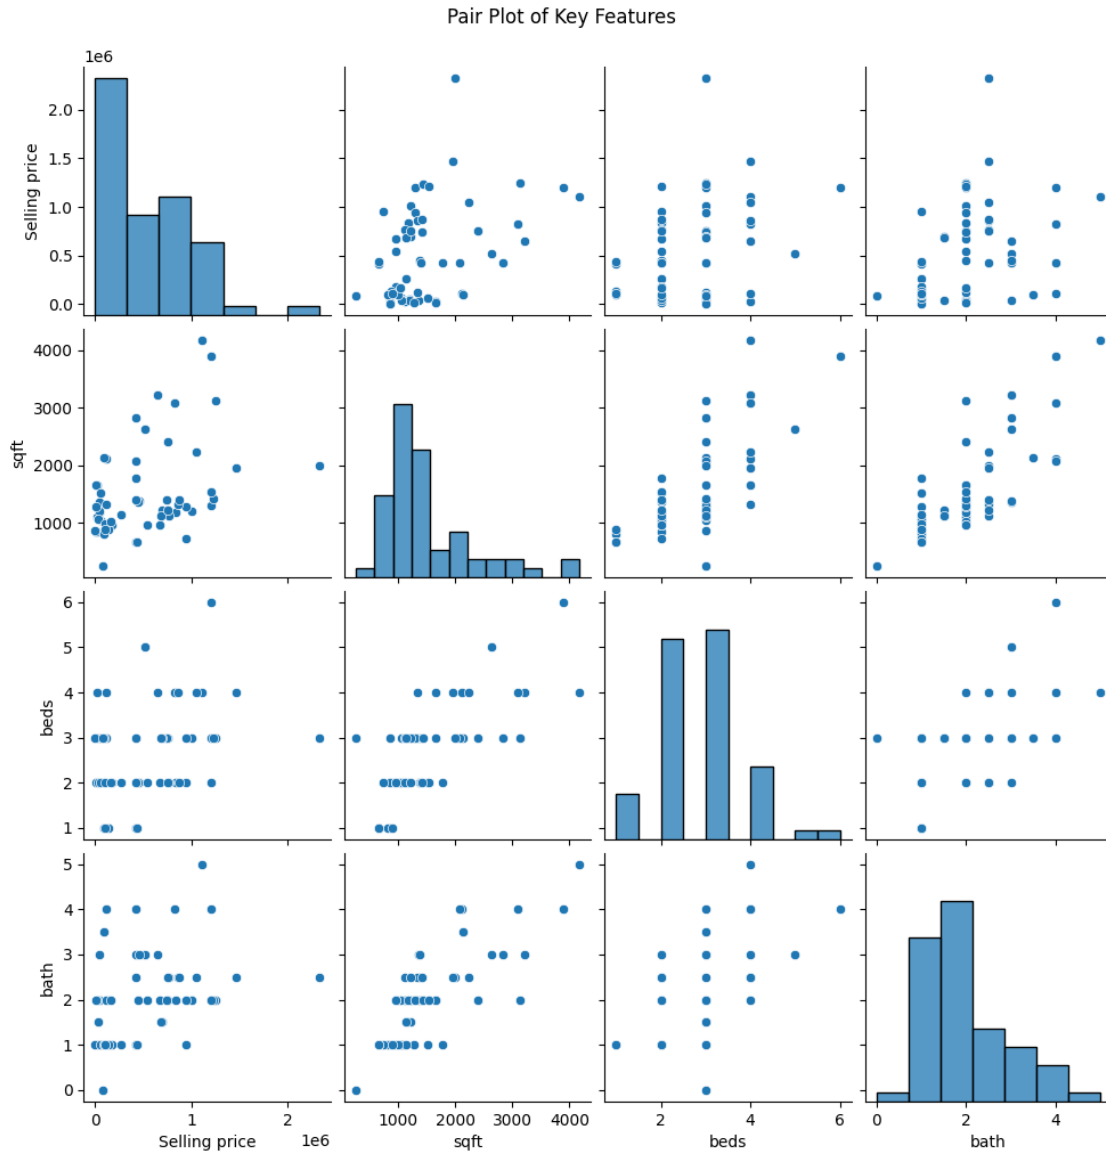 Pair Plot of Key Features
1e6
2.0
1.5
1.0
0.5
0.0
Selling price
4000
3000
2000
1000
sqft
6
5
4
3
2
1
beds
5
4
3
2
1
0
bath
0 1 2
1e6
Selling price
1000 2000 3000 4000
sqft
2 4 6
beds
0 2 4
bath